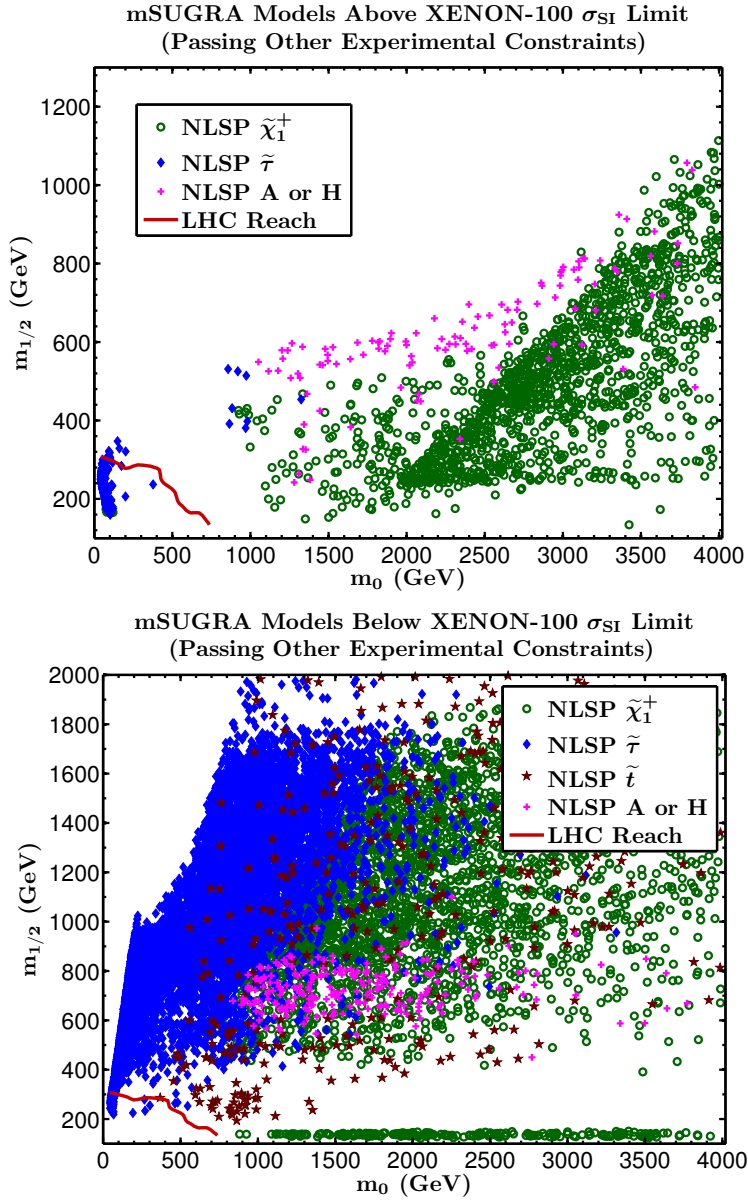 mSUGRA Models Above XENON-100 σSI Limit
(Passing Other Experimental Constraints)
1200
1000
800
600
400
200
m1/2 (GeV)
NLSP χ̃1+
NLSP τ̃
NLSP A or H
LHC Reach
0 500 1000 1500 2000 2500 3000 3500 4000
m0 (GeV)
mSUGRA Models Below XENON-100 σSI Limit
(Passing Other Experimental Constraints)
2000
1800
1600
1400
1200
1000
800
600
400
200
m1/2 (GeV)
NLSP χ̃1+
NLSP τ̃
NLSP t̃
NLSP A or H
LHC Reach
0 500 1000 1500 2000 2500 3000 3500 4000
m0 (GeV)